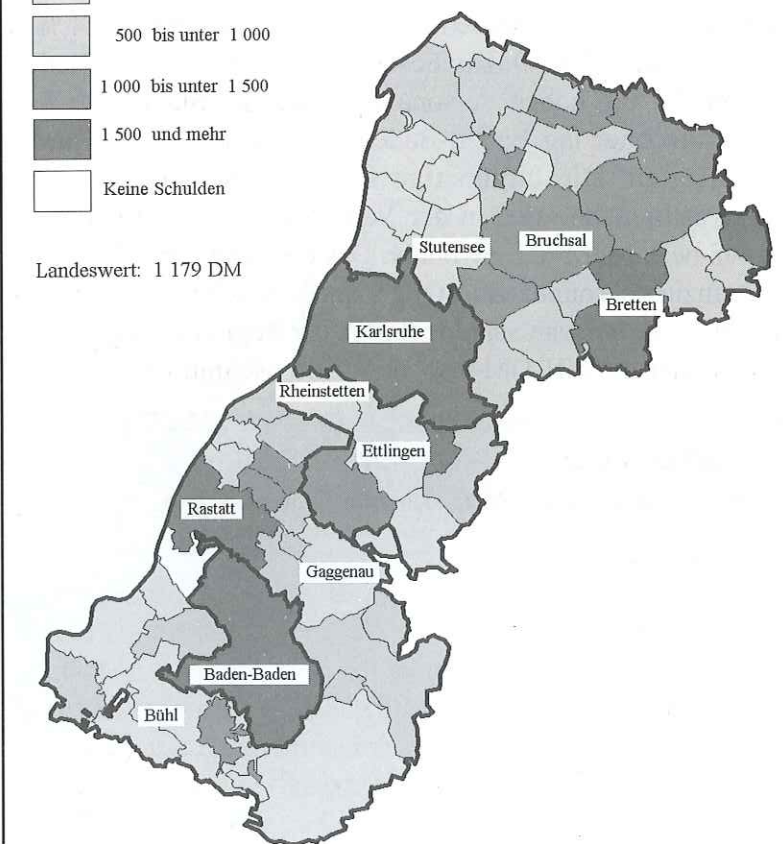 500 bis unter 1 000
1 000 bis unter 1 500
1 500 und mehr
Keine Schulden
Landeswert: 1 179 DM
Stutensee
Bruchsal
Bretten
Karlsruhe
Rheinstetten
Ettlingen
Rastatt
Gaggenau
Baden-Baden
Bühl